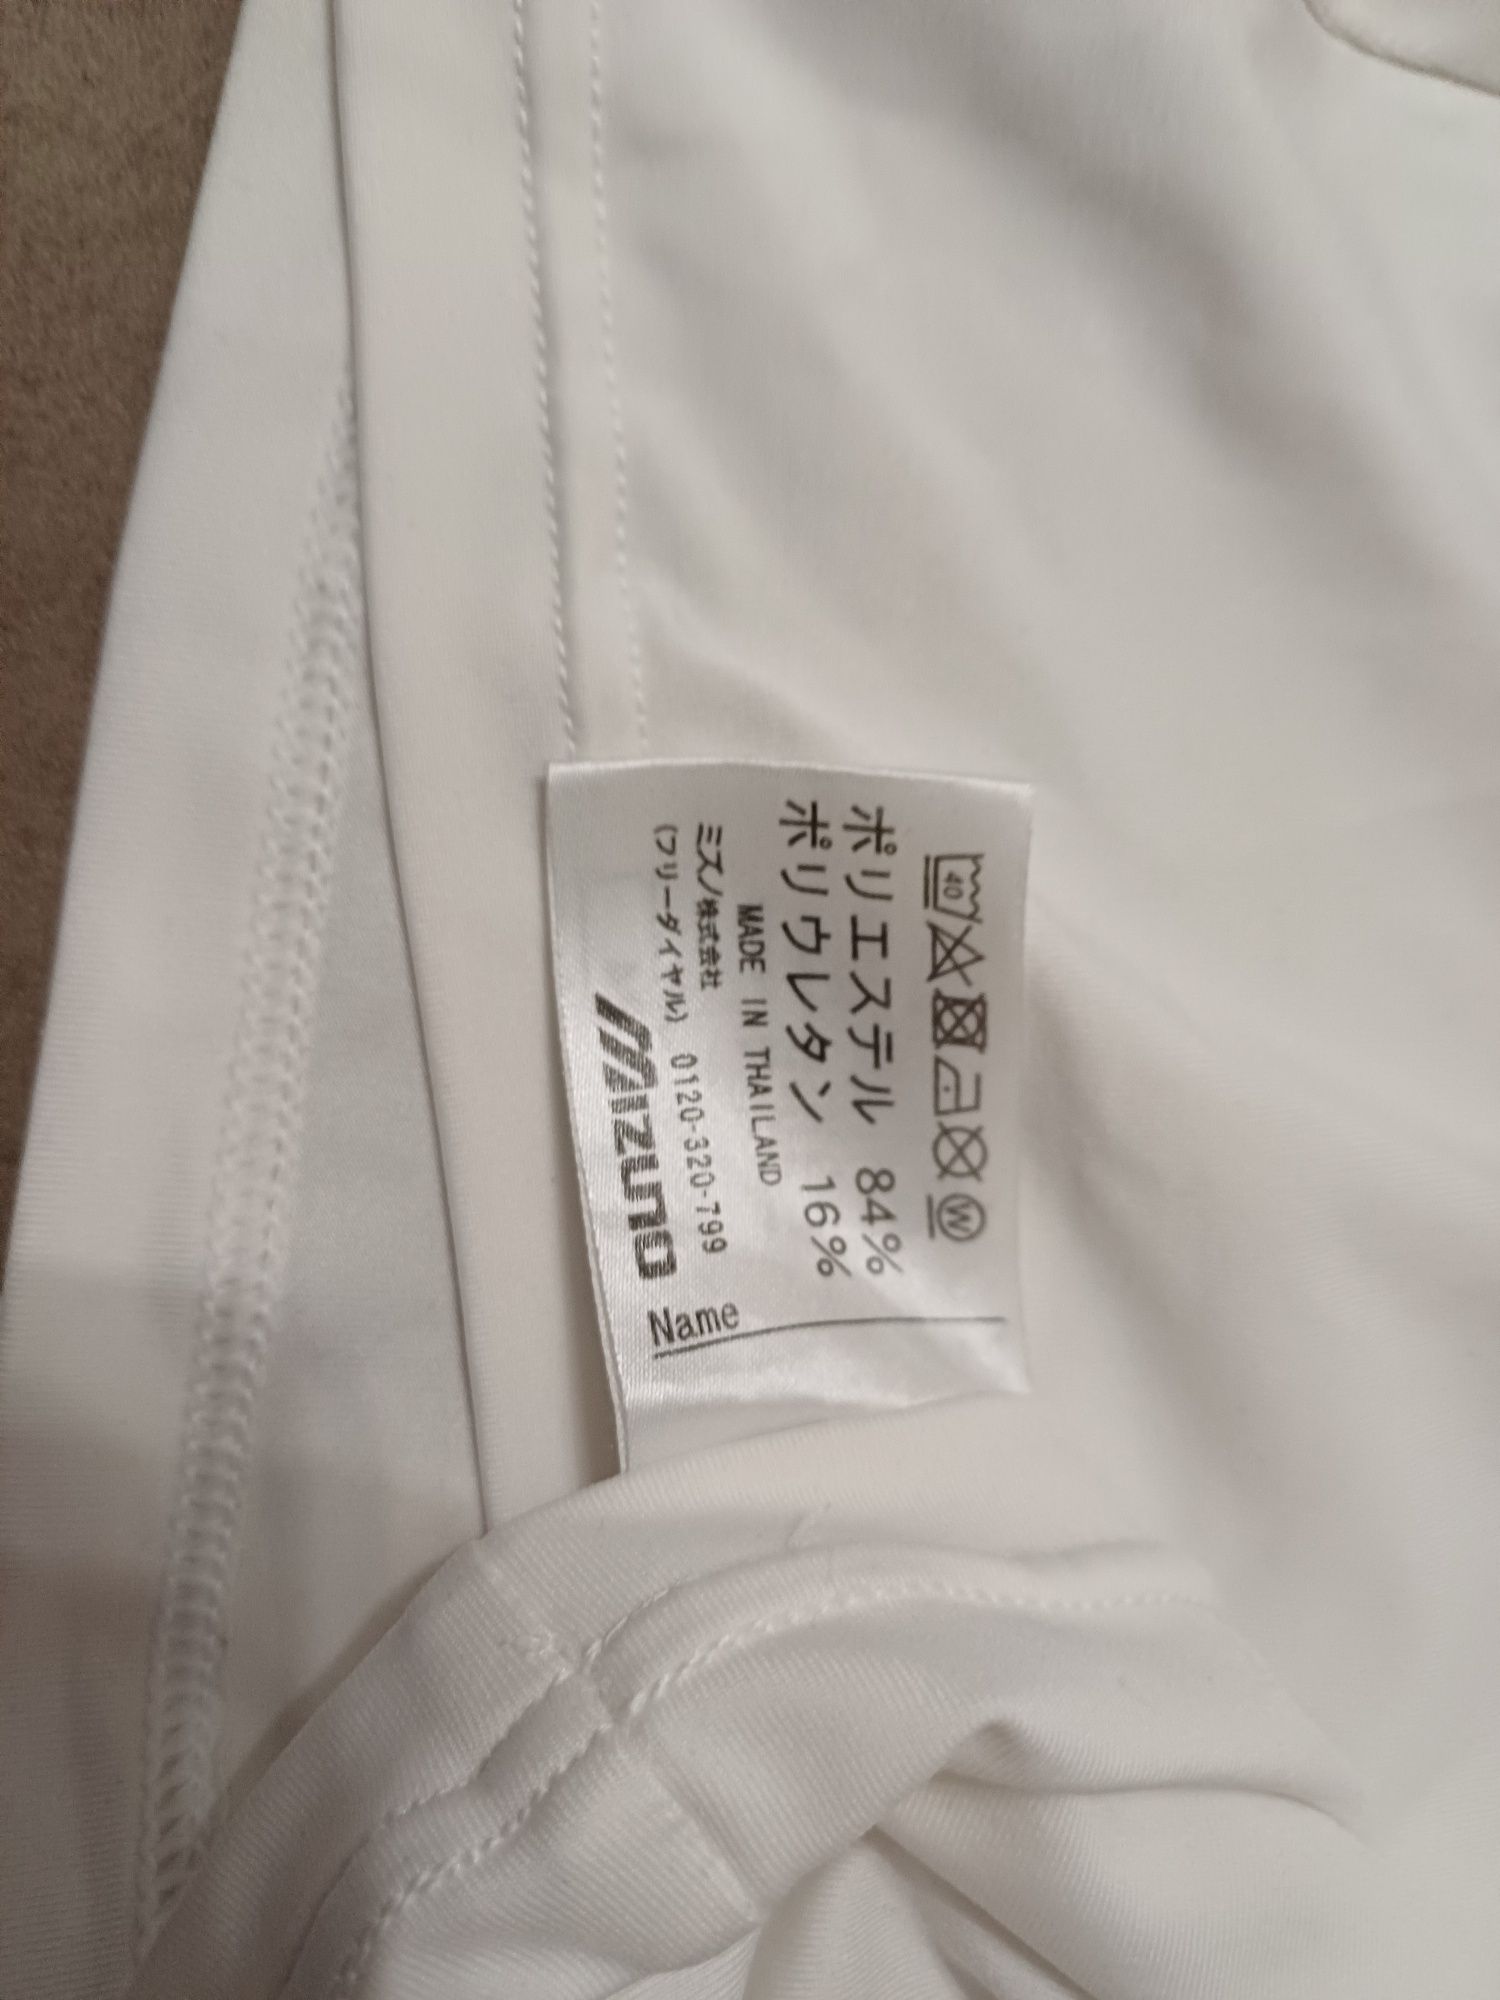 40 W
ポリエステル 84%
ポリウレタン 16%
MADE IN THAILAND
ミズノ株式会社
(フリーダイヤル) 0120-320-799
MIZUNO
Name